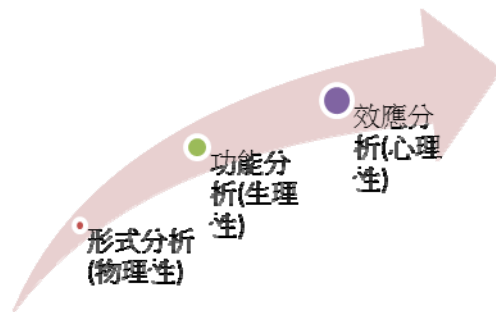 形式分析
(物理性)
功能分
析(生理
性)
效應分
析(心理
性)